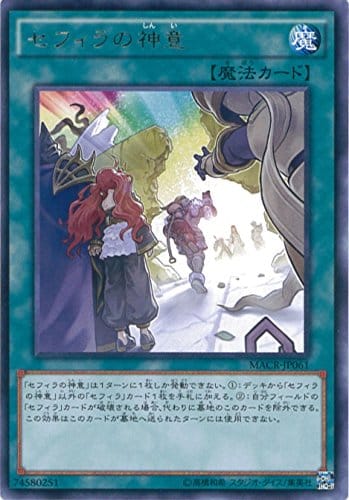 セフィラの神意
しんい
魔
【魔法カード】
MACR-JP061
「セフィラの神意」は1ターンに1枚しか発動できない。①:デッキから「セフィラ
の神意」以外の「セフィラ」カード1枚を手札に加える。②:自分フィールドの
「セフィラ」カードが破壊される場合、代わりに墓地のこのカードを除外できる。
この効果はこのカードが墓地へ送られたターンには使用できない。
74580251
©高橋和希 スタジオ・ダイス/集英社